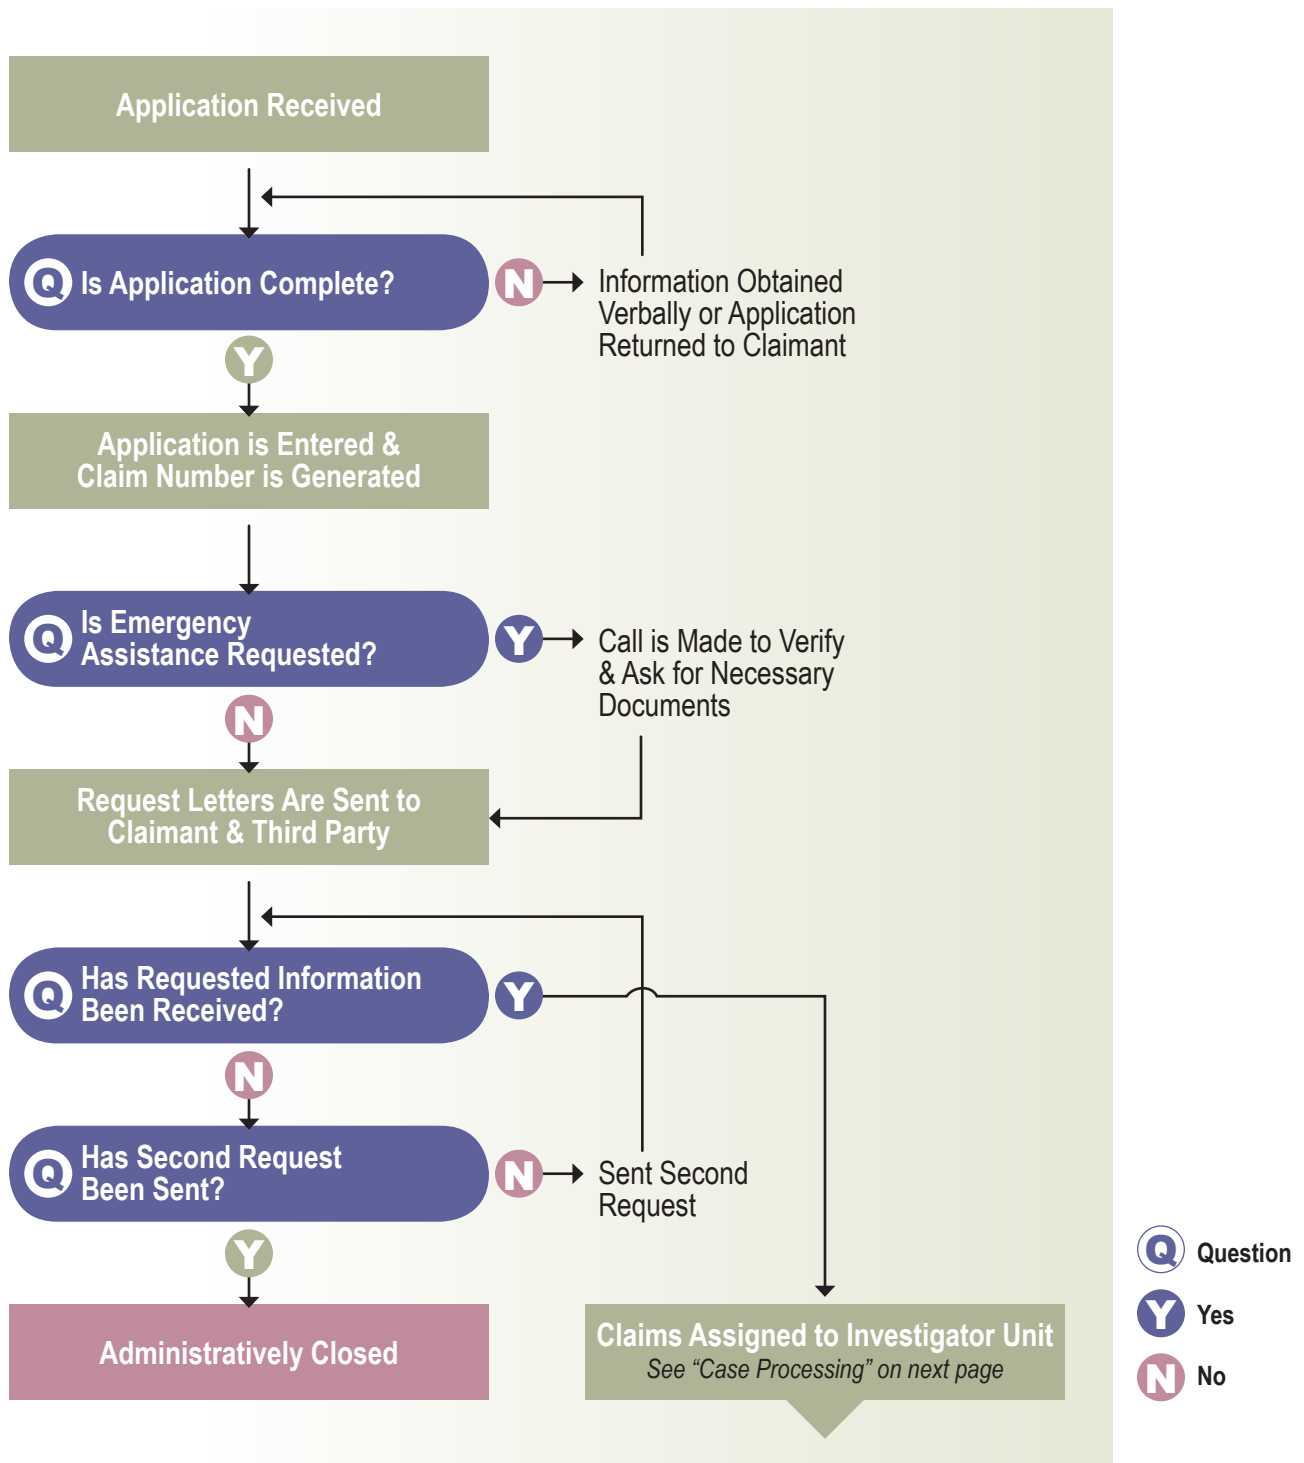 Application Received
Q Is Application Complete?
N
Information Obtained
Verbally or Application
Returned to Claimant
Y
Application is Entered &
Claim Number is Generated
Q
Is Emergency
Assistance Requested?
Y
Call is Made to Verify
& Ask for Necessary
Documents
N
Request Letters Are Sent to
Claimant & Third Party
Q
Has Requested Information
Been Received?
Y
N
Q
Has Second Request
Been Sent?
N
Sent Second
Request
Y
Administratively Closed
Claims Assigned to Investigator Unit
See “Case Processing” on next page
Q Question
Y Yes
N No